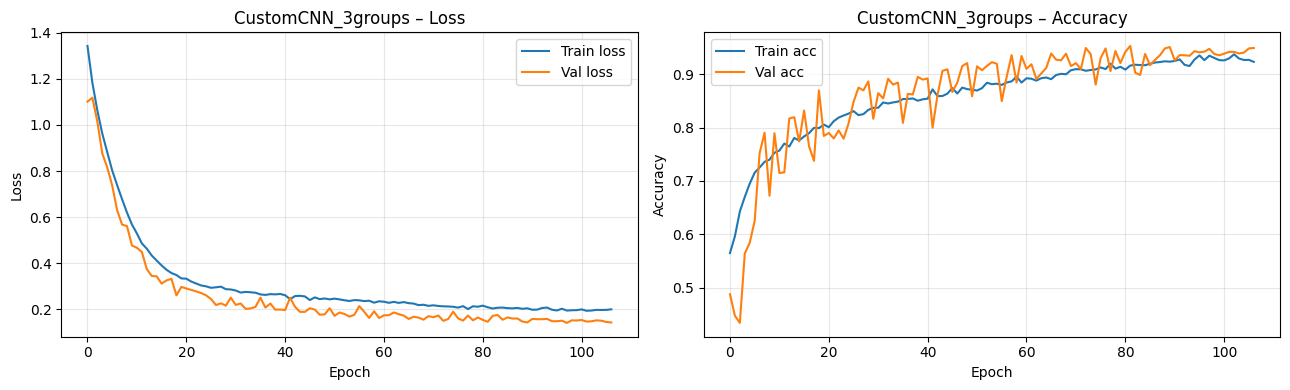 CustomCNN_3groups – Loss
1.4
1.2
1.0
0.8
0.6
0.4
0.2
Loss
0 20 40 60 80 100
Epoch
Train loss
Val loss
CustomCNN_3groups – Accuracy
0.9
0.8
0.7
0.6
0.5
Accuracy
0 20 40 60 80 100
Epoch
Train acc
Val acc